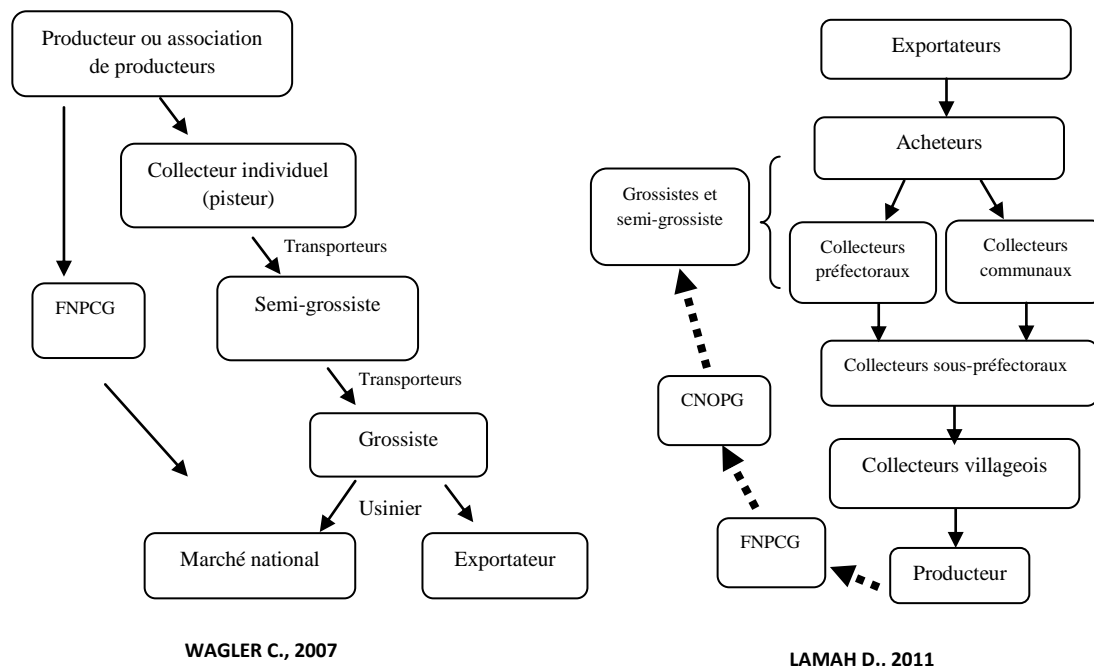 Producteur ou association
de producteurs
Collecteur individuel
(pisteur)
Transporteurs
FNPCG
Semi-grossiste
Transporteurs
Grossiste
Usinier
Marché national
Exportateur
WAGLER C., 2007
Exportateurs
Acheteurs
Grossistes et
semi-grossiste
Collecteurs
préfectoraux
Collecteurs
communaux
Collecteurs sous-préfectoraux
CNOPG
Collecteurs villageois
FNPCG
Producteur
LAMAH D.. 2011